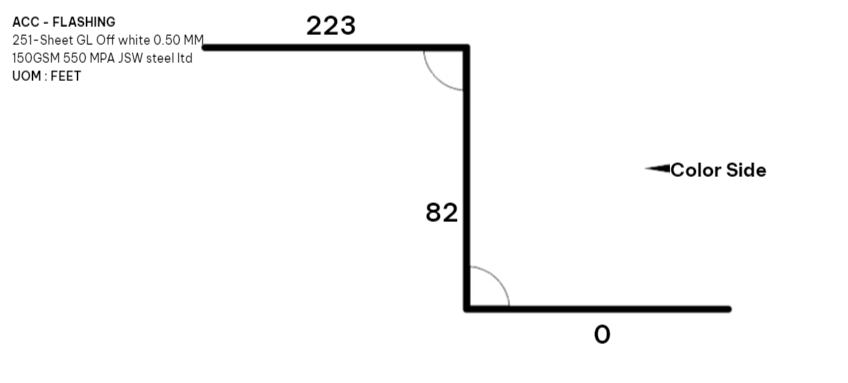 ACC - FLASHING
251-Sheet GL Off white 0.50 MM
150GSM 550 MPA JSW steel ltd
UOM : FEET
223
Color Side
82
0